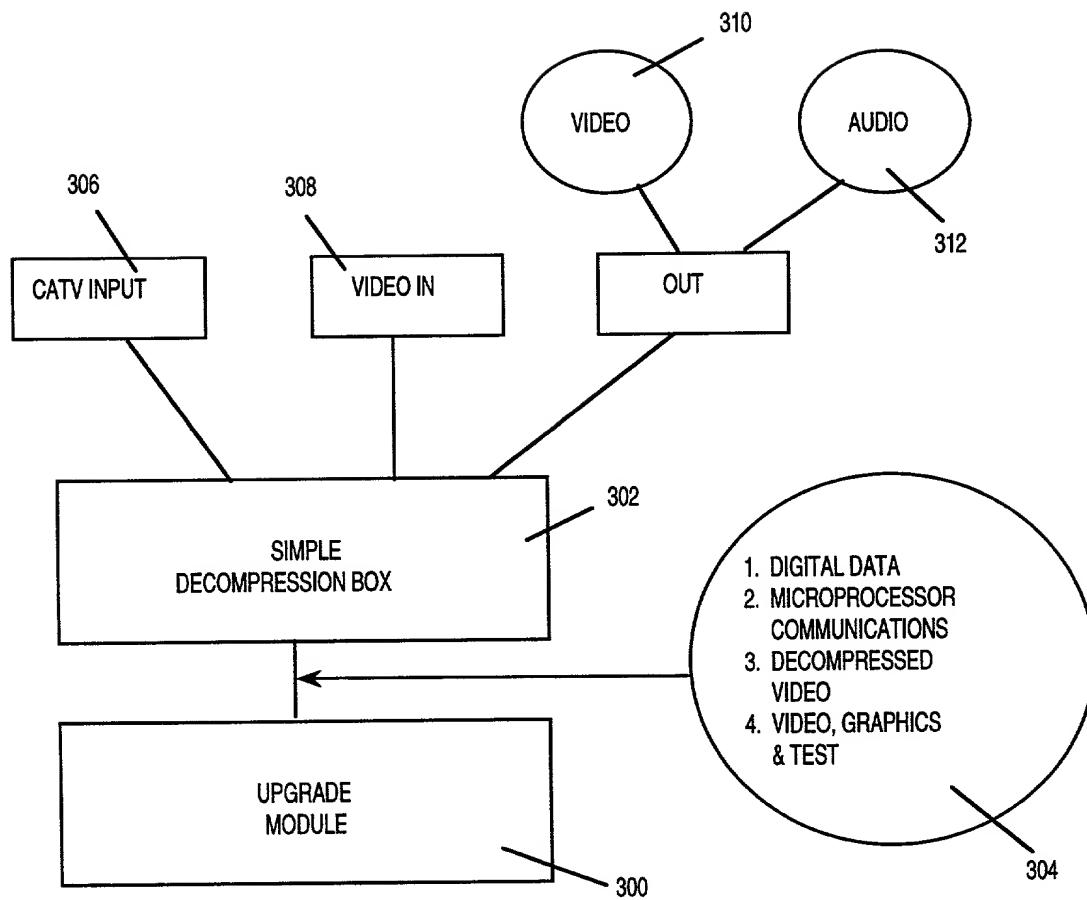 310
VIDEO
AUDIO
306
308
312
CATV INPUT
VIDEO IN
OUT
302
SIMPLE
DECOMPRESSION BOX
1. DIGITAL DATA
2. MICROPROCESSOR
COMMUNICATIONS
3. DECOMPRESSED
VIDEO
4. VIDEO, GRAPHICS
& TEST
UPGRADE
MODULE
304
300